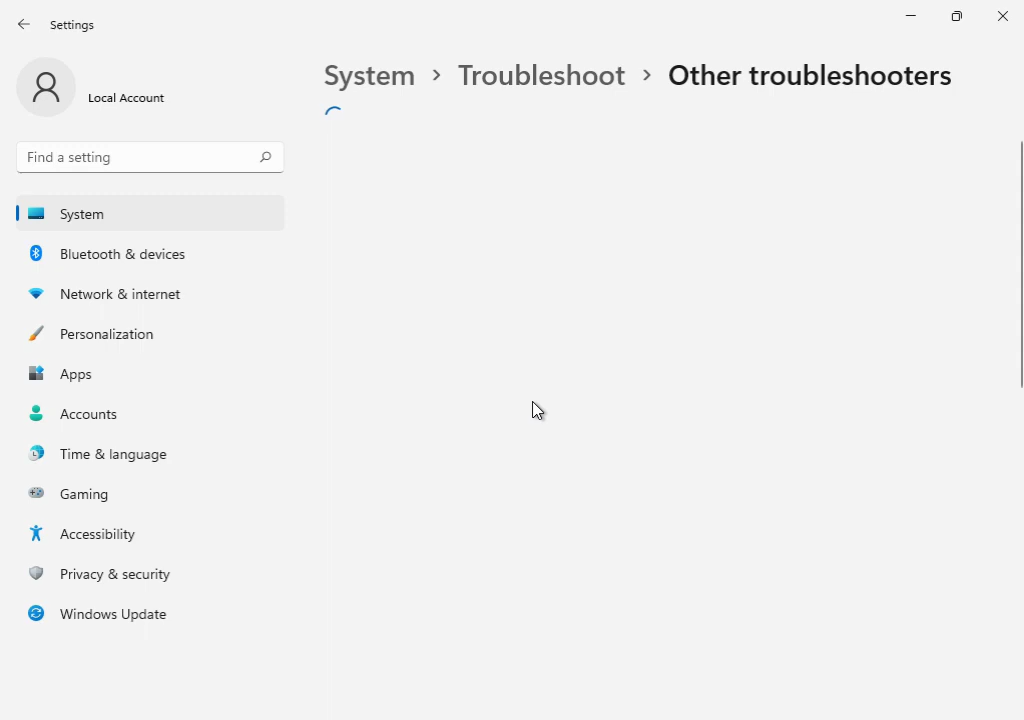 Settings
Local Account
Find a setting
System
Bluetooth & devices
Network & internet
Personalization
Apps
Accounts
Time & language
Gaming
Accessibility
Privacy & security
Windows Update
System > Troubleshoot > Other troubleshooters